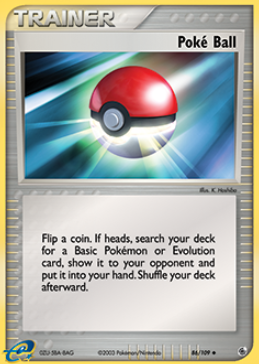 TRAINER
Poké Ball
Illus. K. Hoshiba
Flip a coin. If heads, search your deck
for a Basic Pokémon or Evolution
card, show it to your opponent and
put it into your hand. Shuffle your deck
afterward.
©2003 Pokémon/Nintendo
86/109